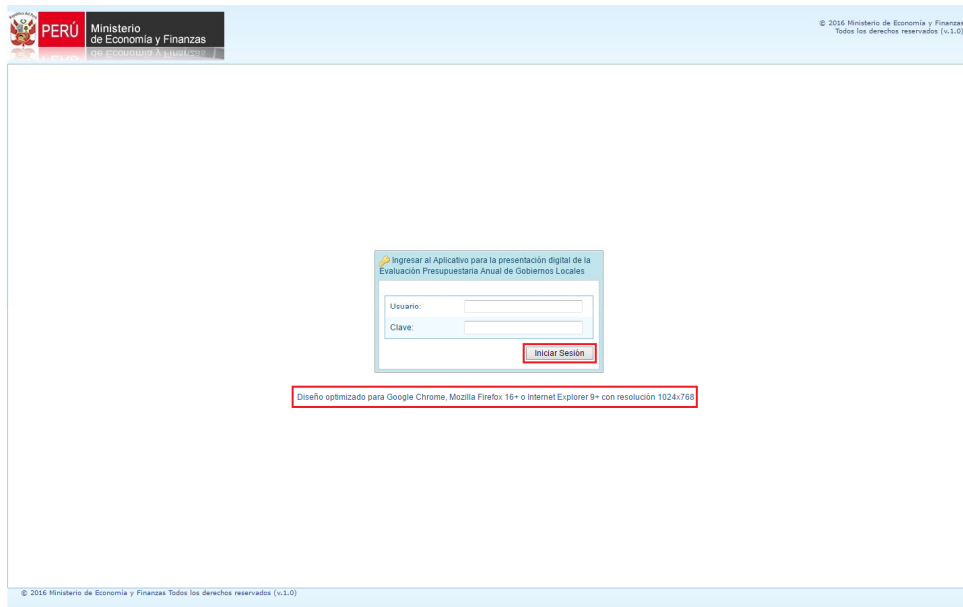 PERÚ
Ministerio
de Economía y Finanzas
© 2016 Ministerio de Economía y Finanzas
Todos los derechos reservados (v.1.0)
Ingresar al Aplicativo para la presentación digital de la
Evaluación Presupuestaria Anual de Gobiernos Locales
Usuario:
Clave:
Iniciar Sesión
Diseño optimizado para Google Chrome, Mozilla Firefox 16+ o Internet Explorer 9+ con resolución 1024x768
© 2016 Ministerio de Economía y Finanzas Todos los derechos reservados (v.1.0)